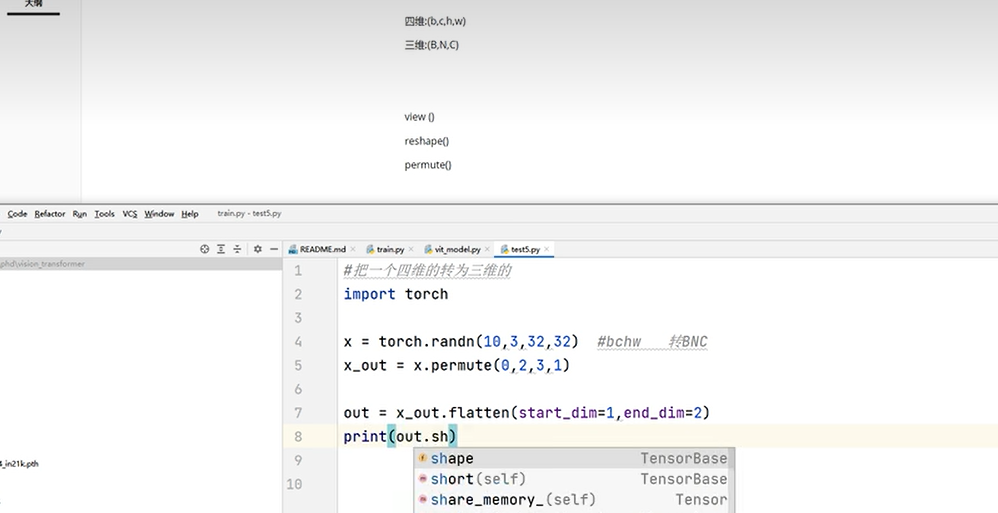 大纲
四维:(b,c,h,w)
三维:(B,N,C)
view ()
reshape()
permute()
Code Refactor Run Tools VCS Window Help train.py - test5.py
phd\vision_transformer
README.md train.py vit_model.py test5.py
1 #把一个四维的转为三维的
2 import torch
3
4 x = torch.randn(10,3,32,32) #bchw 转BNC
5 x_out = x.permute(0,2,3,1)
6
7 out = x_out.flatten(start_dim=1,end_dim=2)
8 print(out.sh)
9 shape TensorBase
short(self) TensorBase
10 share_memory_(self) Tensor
_in21k.pth